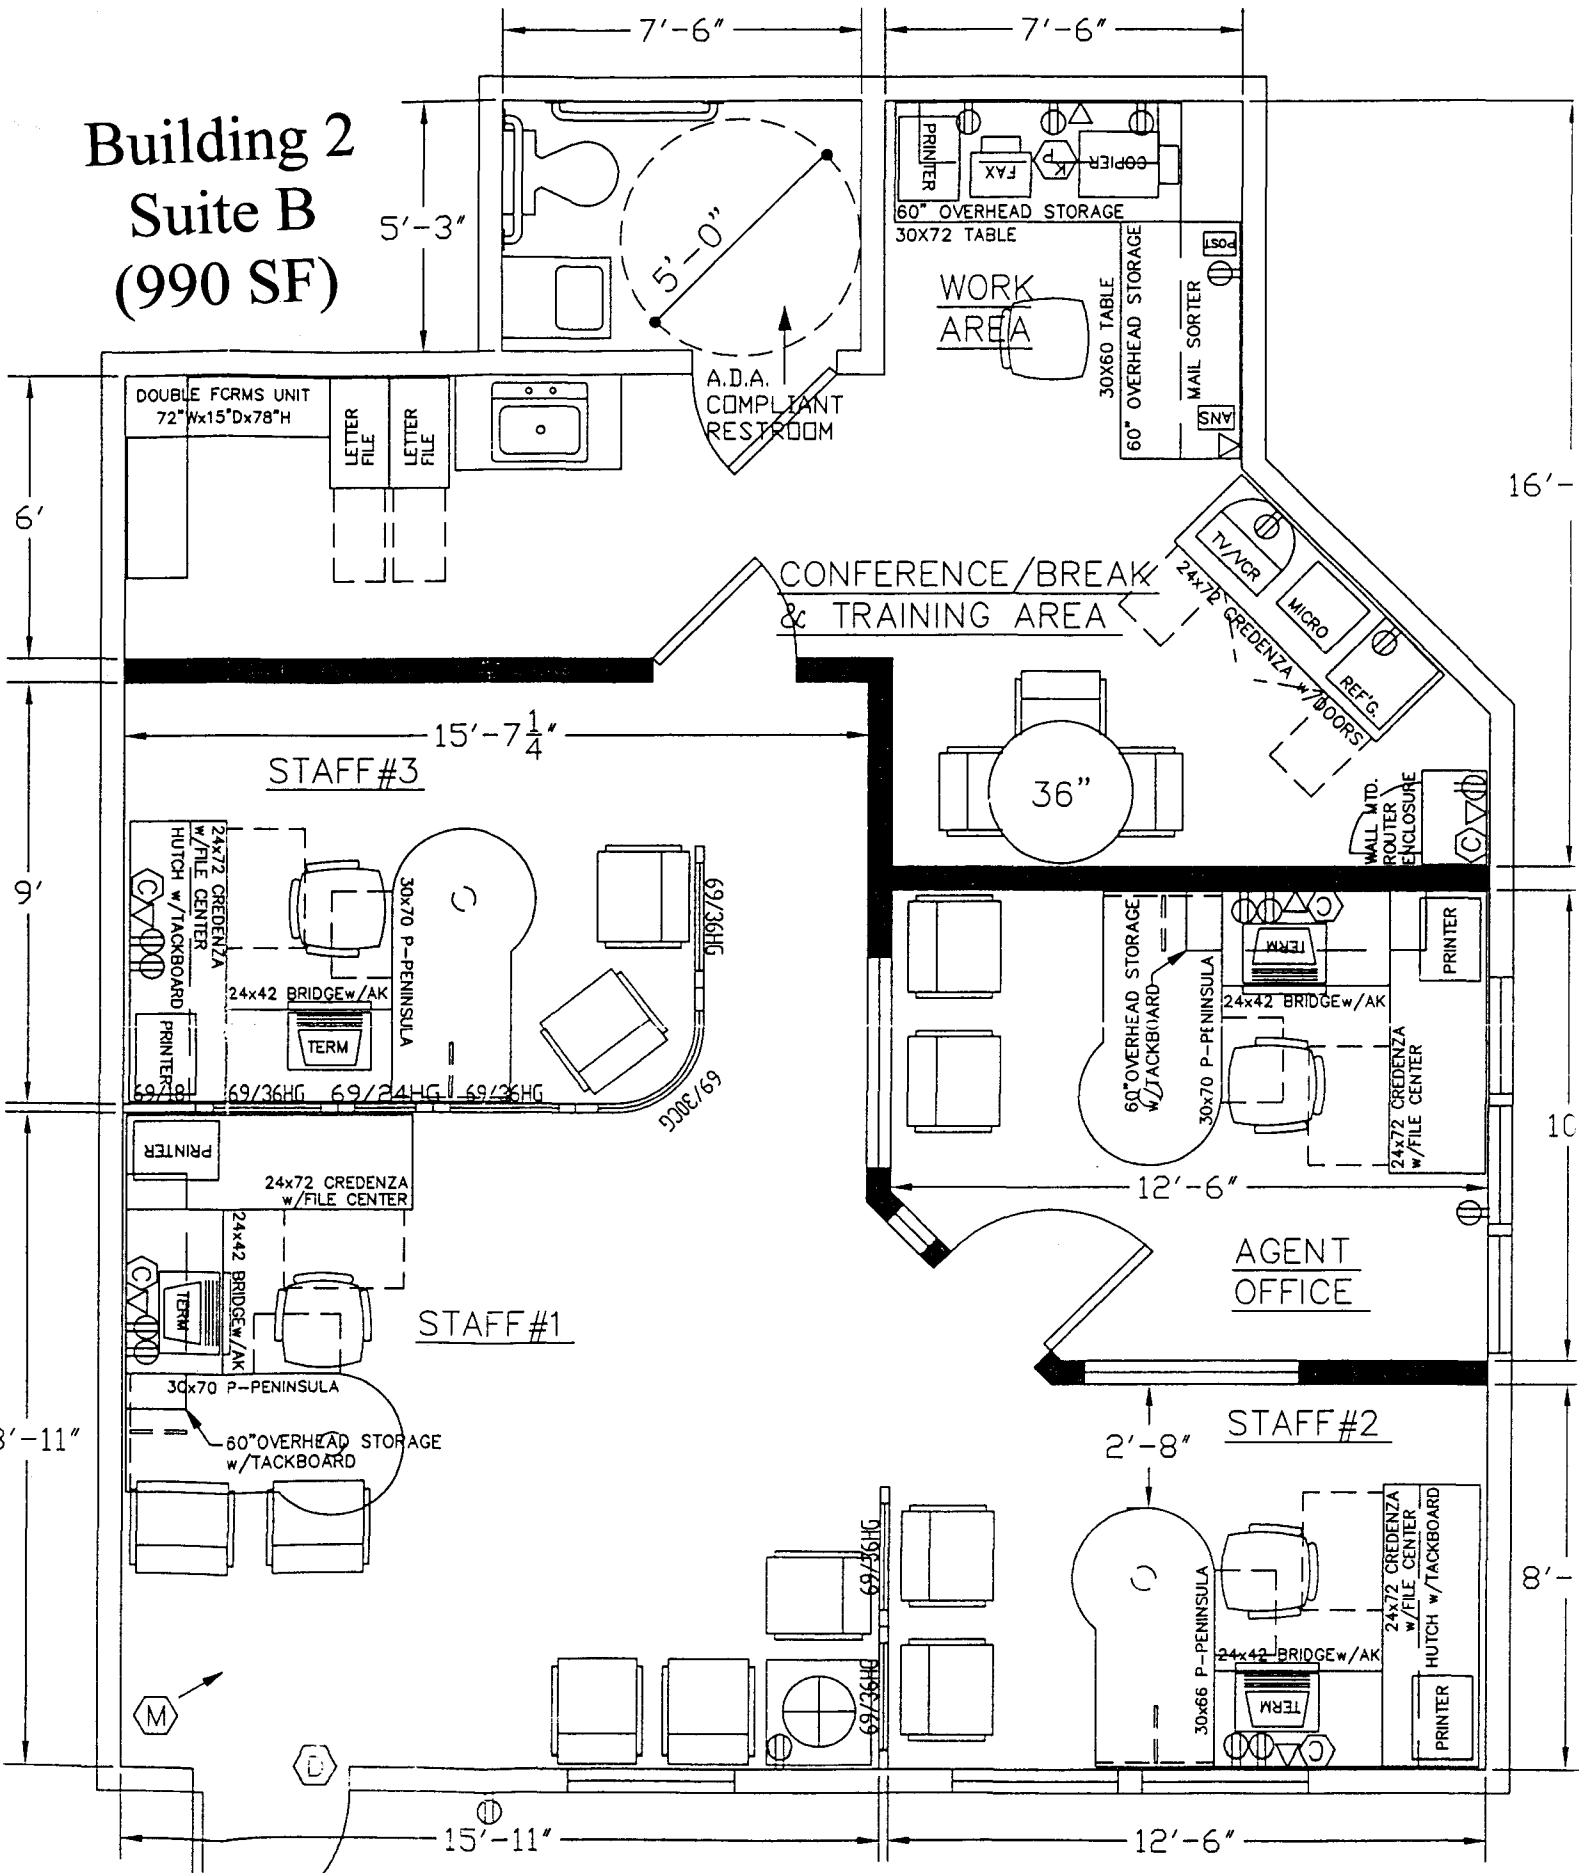 7'-6"
7'-6"
Building 2
Suite B
(990 SF)
5'-3"
5'-0"
PRINTER
FAX
K
P
COPIER
60" OVERHEAD STORAGE
30X72 TABLE
WORK
AREA
30X60 TABLE
60" OVERHEAD STORAGE
MAIL SORTER
POST
ANS
A.D.A.
COMPLIANT
RESTROOM
DOUBLE FCRMS UNIT
72"Wx15"Dx78"H
LETTER
FILE
LETTER
FILE
6'
16'-
CONFERENCE/BREAK
& TRAINING AREA
TV/VCR
MICRO
REF'G.
24x72 CREDENZA w/DOORS
36"
WALL MTD.
ROUTER
ENCLOSURE
C
15'-7 1/4"
STAFF#3
9'
24x72 CREDENZA
w/FILE CENTER
HUTCH w/TACKBOARD
C
PRINTER
24x42 BRIDGEw/AK
TERM
30x70 P-PENINSULA
69/36HG
69/30CG
69/18
69/36HG
69/24HG
69/36HG
60"OVERHEAD STORAGE
w/TACKBOARD
30x70 P-PENINSULA
TERM
C
PRINTER
24x42 BRIDGEw/AK
24x72 CREDENZA
w/FILE CENTER
10
12'-6"
AGENT
OFFICE
PRINTER
24x72 CREDENZA
w/FILE CENTER
24x42 BRIDGEw/AK
C
TERM
STAFF#1
30x70 P-PENINSULA
60"OVERHEAD STORAGE
w/TACKBOARD
8'-11"
2'-8"
STAFF#2
69/36HG
69/36HG
30x66 P-PENINSULA
24x42 BRIDGEw/AK
TERM
C
24x72 CREDENZA
w/FILE CENTER
HUTCH w/TACKBOARD
PRINTER
8'-
M
D
15'-11"
12'-6"